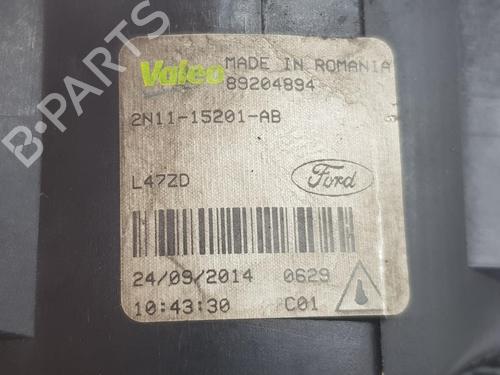 Valeo MADE IN ROMANIA
89204894
2N11-15201-AB
L47ZD Ford
24/09/2014 0629
10:43:30 C01
B-PARTS